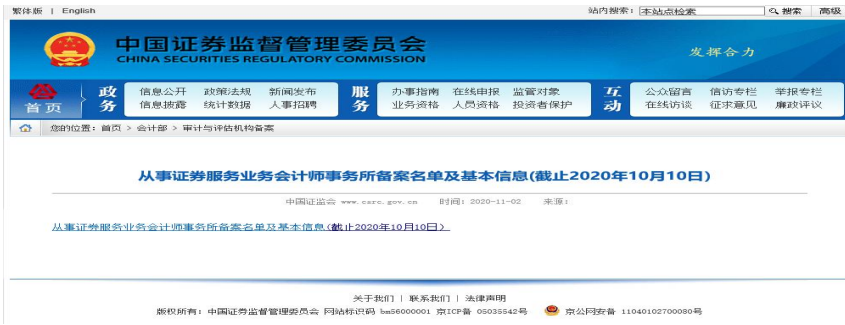 繁体版 | English 站内搜索: 本站点检索 搜索 高级
中国证券监督管理委员会 发挥合力
CHINA SECURITIES REGULATORY COMMISSION
首页 政务 信息公开 政策法规 新闻发布 服务 办事指南 在线申报 监管对象 互动 公众留言 信访专栏 举报专栏
信息披露 统计数据 人事招聘 业务资格 人员资格 投资者保护 在线访谈 征求意见 廉政评议
您的位置: 首页 > 会计部 > 审计与评估机构备案
从事证券服务业务会计师事务所备案名单及基本信息(截止2020年10月10日)
中国证监会 www.csrc.gov.cn 时间: 2020-11-02 来源:
从事证券服务业务会计师事务所备案名单及基本信息(截止2020年10月10日)
关于我们 | 联系我们 | 法律声明
版权所有: 中国证券监督管理委员会 网站标识码 bm56000001 京ICP备 05035542号 京公网安备 11040102700080号